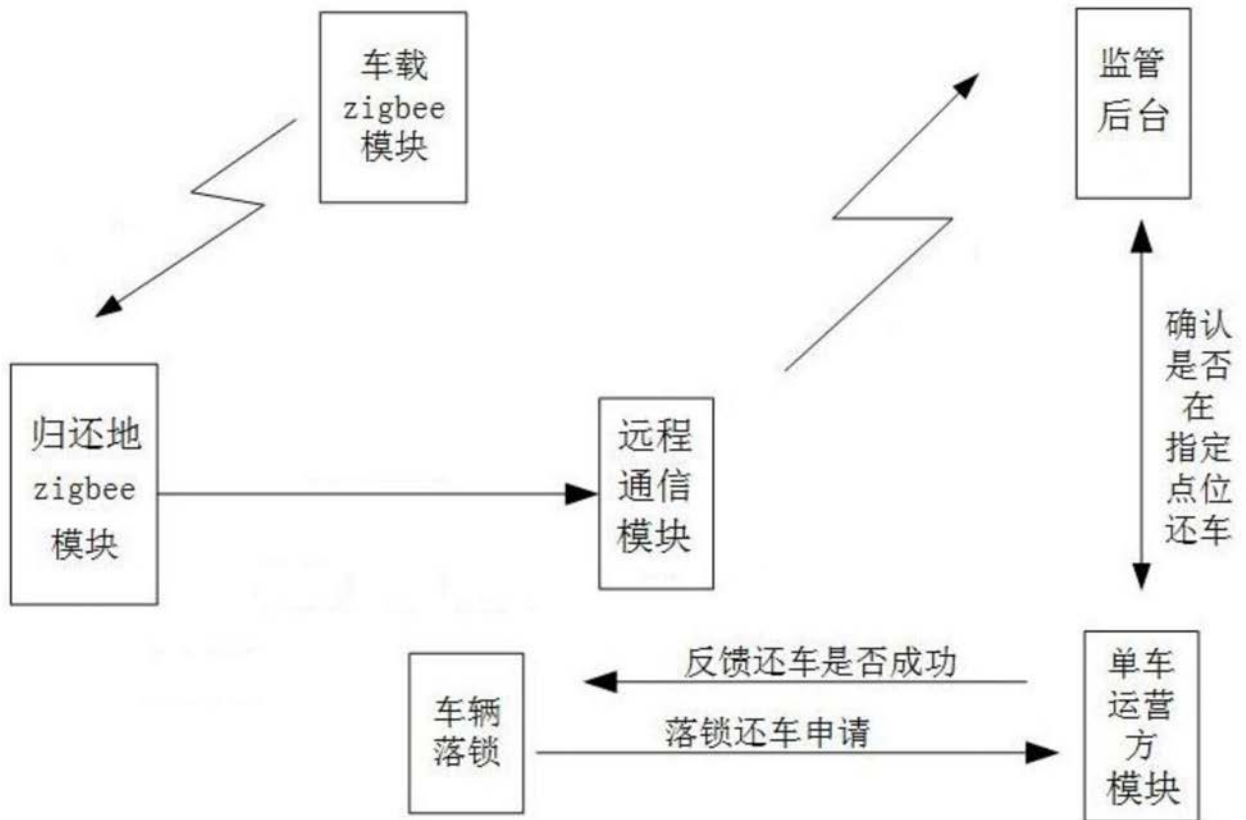 车载
zigbee
模块
监管
后台
确认
是否
在
指定
点位
还车
归还地
zigbee
模块
远程
通信
模块
反馈还车是否成功
落锁还车申请
车辆
落锁
单车
运营
方
模块